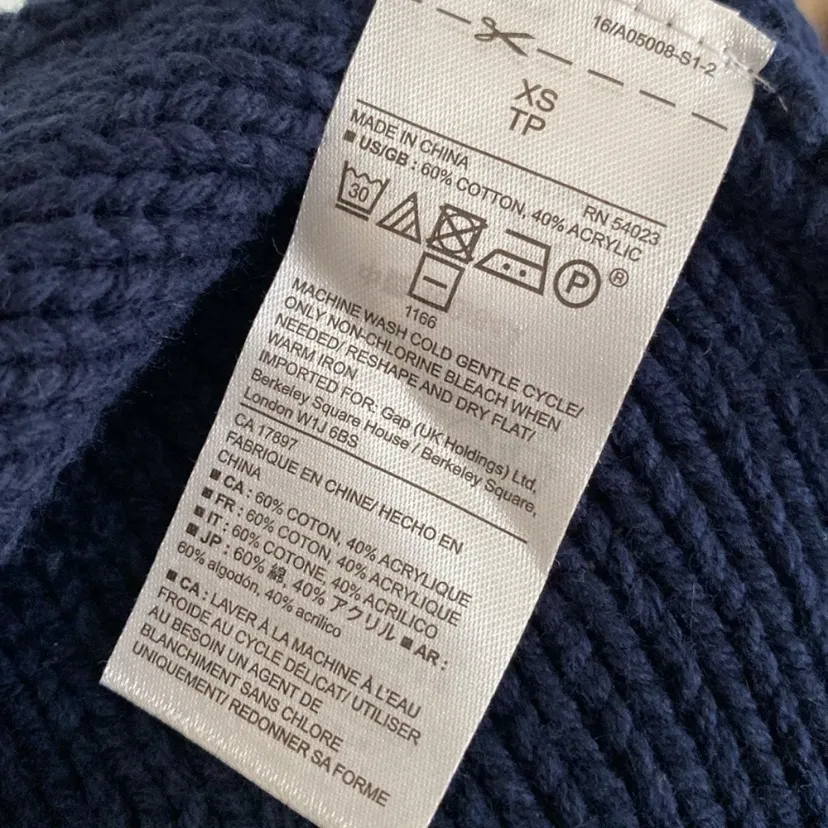 16/A05008-S1-2
XS
TP
MADE IN CHINA
RN 54023
■ US/GB : 60% COTTON, 40% ACRYLIC
30
P
®
1166
MACHINE WASH COLD GENTLE CYCLE/
ONLY NON-CHLORINE BLEACH WHEN
NEEDED/ RESHAPE AND DRY FLAT/
WARM IRON
IMPORTED FOR: Gap (UK Holdings) Ltd,
Berkeley Square House / Berkeley Square,
London W1J 6BS
CA 17897
FABRIQUE EN CHINE/ HECHO EN
CHINA
■ CA : 60% COTON, 40% ACRYLIQUE
■ FR : 60% COTON, 40% ACRYLIQUE
■ IT : 60% COTONE, 40% ACRILICO
■ JP : 60% 綿, 40% アクリル ■ AR :
60% algodón, 40% acrílico
■ CA : LAVER À LA MACHINE À L'EAU
FROIDE AU CYCLE DÉLICAT/ UTILISER
AU BESOIN UN AGENT DE
BLANCHIMENT SANS CHLORE
UNIQUEMENT/ REDONNER SA FORME